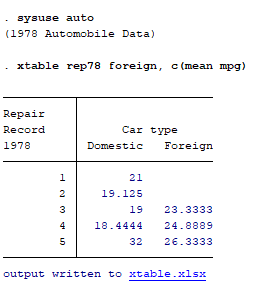 . sysuse auto
(1978 Automobile Data)
. xtable rep78 foreign, c(mean mpg)
Repair
Record Car type
1978 Domestic Foreign
1 21
2 19.125
3 19 23.3333
4 18.4444 24.8889
5 32 26.3333
output written to xtable.xlsx